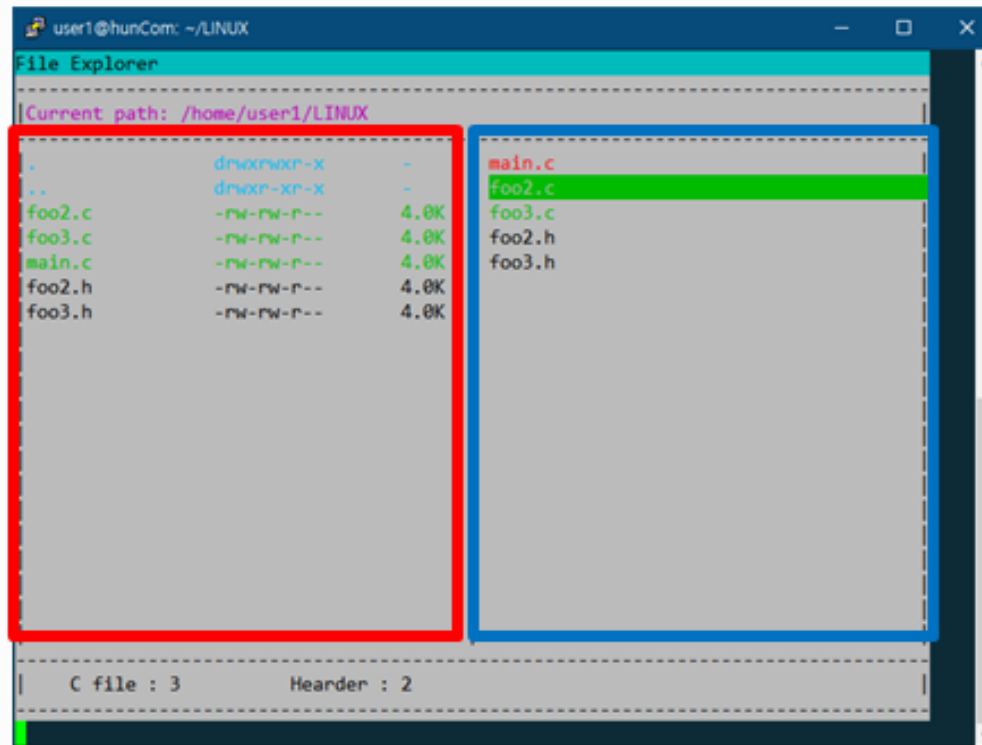 user1@hunCom: ~/LINUX
File Explorer
Current path: /home/user1/LINUX
. drwxrwxr-x -
.. drwxr-xr-x -
foo2.c -rw-rw-r-- 4.0K
foo3.c -rw-rw-r-- 4.0K
main.c -rw-rw-r-- 4.0K
foo2.h -rw-rw-r-- 4.0K
foo3.h -rw-rw-r-- 4.0K
main.c
foo2.c
foo3.c
foo2.h
foo3.h
C file : 3 Hearder : 2